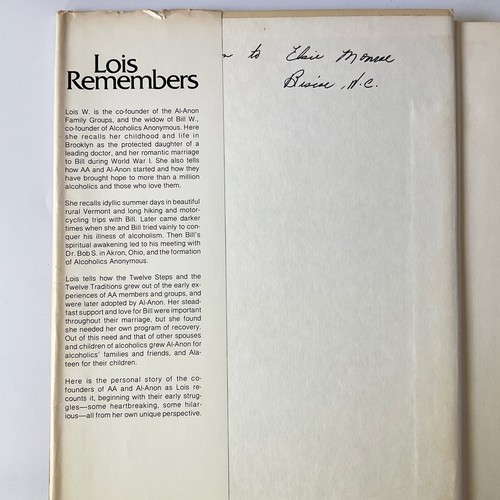 Lois
Remembers
Lois W. is the co-founder of the Al-Anon
Family Groups, and the widow of Bill W.,
co-founder of Alcoholics Anonymous. Here
she recalls her childhood and life in
Brooklyn as the protected daughter of a
leading doctor, and her romantic marriage
to Bill during World War I. She also tells
how AA and Al-Anon started and how they
have brought hope to more than a million
alcoholics and those who love them.
She recalls idyllic summer days in beautiful
rural Vermont and long hiking and motor-
cycling trips with Bill. Later came darker
times when she and Bill tried vainly to con-
quer his illness of alcoholism. Then Bill's
spiritual awakening led to his meeting with
Dr. Bob S. in Akron, Ohio, and the formation
of Alcoholics Anonymous.
Lois tells how the Twelve Steps and the
Twelve Traditions grew out of the early ex-
periences of AA members and groups, and
were later adopted by Al-Anon. Her stead-
fast support and love for Bill were important
throughout their marriage, but she found
she needed her own program of recovery.
Out of this need and that of other spouses
and children of alcoholics grew Al-Anon for
alcoholics' families and friends, and Ala-
teen for their children.
Here is the personal story of the co-
founders of AA and Al-Anon as Lois re-
counts it, beginning with their early strug-
gles—some heartbreaking, some hilar-
ious—all from her own unique perspective.
to Elsie Monroe
N.C.